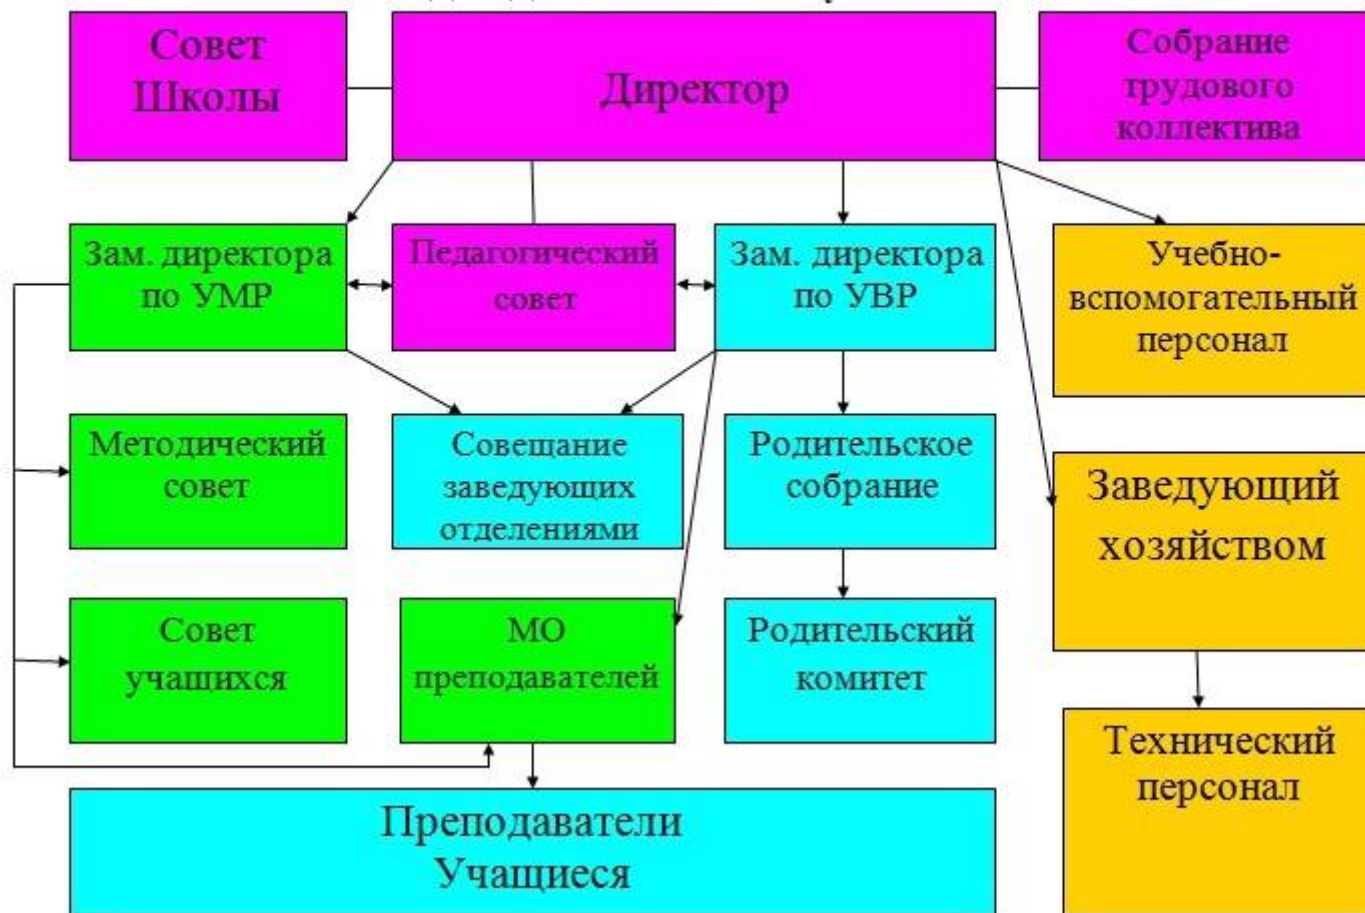 Совет
Школы
Директор
Собрание
трудового
коллектива
Зам. директора
по УМР
Педагогический
совет
Зам. директора
по УВР
Учебно-
вспомогательный
персонал
Методический
совет
Совещание
заведующих
отделениями
Родительское
собрание
Заведующий
хозяйством
Совет
учащихся
МО
преподавателей
Родительский
комитет
Технический
персонал
Преподаватели
Учащиеся